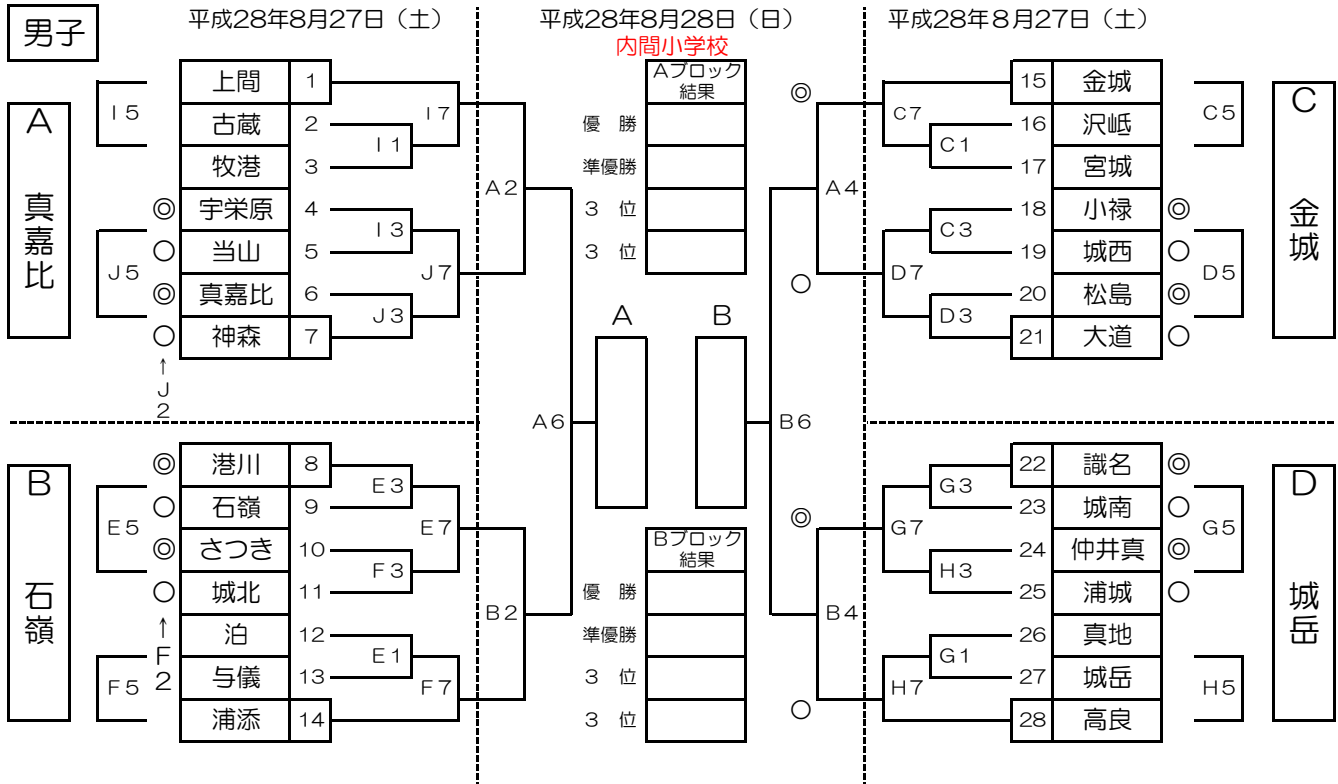 男子
平成28年8月27日（土）
平成28年8月28日（日）
内間小学校
平成28年８月27日（土）
A
真嘉比
I5
J5
上間 1
古蔵 2
牧港 3
◎ 宇栄原 4
○ 当山 5
◎ 真嘉比 6
○ 神森 7
↑J2
I1
I3
J3
I7
J7
A2
B
石嶺
E5
F5
◎ 港川 8
○ 石嶺 9
◎ さつき 10
○ 城北 11
泊 12
与儀 13
浦添 14
↑F2
E3
F3
E1
E7
F7
B2
A6
Aブロック
結果
優 勝
準優勝
3 位
3 位
A
B
Bブロック
結果
優 勝
準優勝
3 位
3 位
B6
◎
A4
○
◎
B4
○
C7
D7
C1
C3
D3
15 金城
16 沢岻
17 宮城
18 小禄 ◎
19 城西 ○
20 松島 ◎
21 大道 ○
C5
D5
C
金城
G7
H7
G3
H3
G1
22 識名 ◎
23 城南 ○
24 仲井真 ◎
25 浦城 ○
26 真地
27 城岳
28 高良
G5
H5
D
城岳